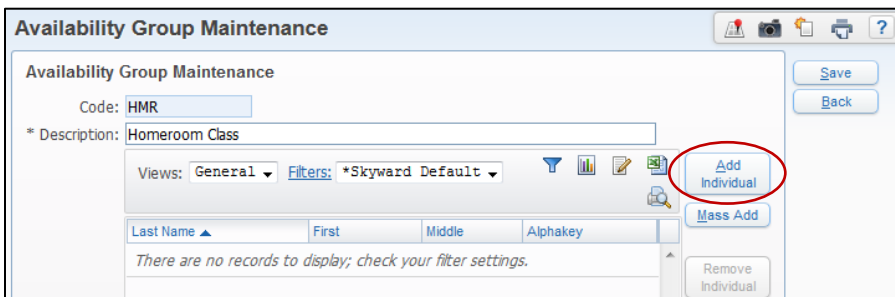 Availability Group Maintenance
?
Availability Group Maintenance
Save
Code: HMR
Back
* Description: Homeroom Class
Views: General Filters: *Skyward Default
Add
Individual
Mass Add
Last Name First Middle Alphakey
There are no records to display; check your filter settings.
Remove
Individual